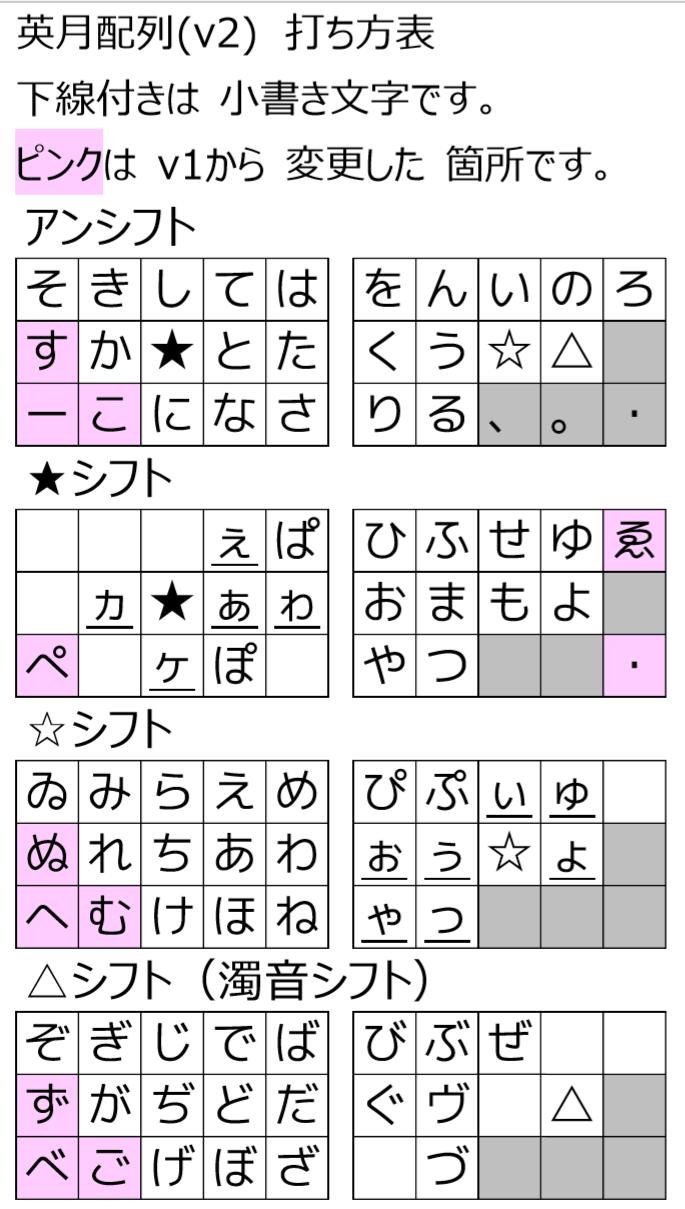 英月配列(v2) 打ち方表
下線付きは 小書き文字です。
ピンクは v1から 変更した 箇所です。
アンシフト
そ き し て は を ん い の ろ
す か ★ と た く う ☆ △
ー こ に な さ り る 、 。 ・
★シフト
ぇ ぱ ひ ふ せ ゆ ゑ
ヵ ★ ぁ ゎ お ま も よ
ぺ ヶ ぽ や つ ・
☆シフト
ゐ み ら え め ぴ ぷ ぃ ゅ
ぬ れ ち あ わ ぉ ぅ ☆ ょ
へ む け ほ ね ゃ っ
△シフト（濁音シフト）
ぞ ぎ じ で ば び ぶ ぜ
ず が ぢ ど だ ぐ ヴ △
べ ご げ ぼ ざ づ